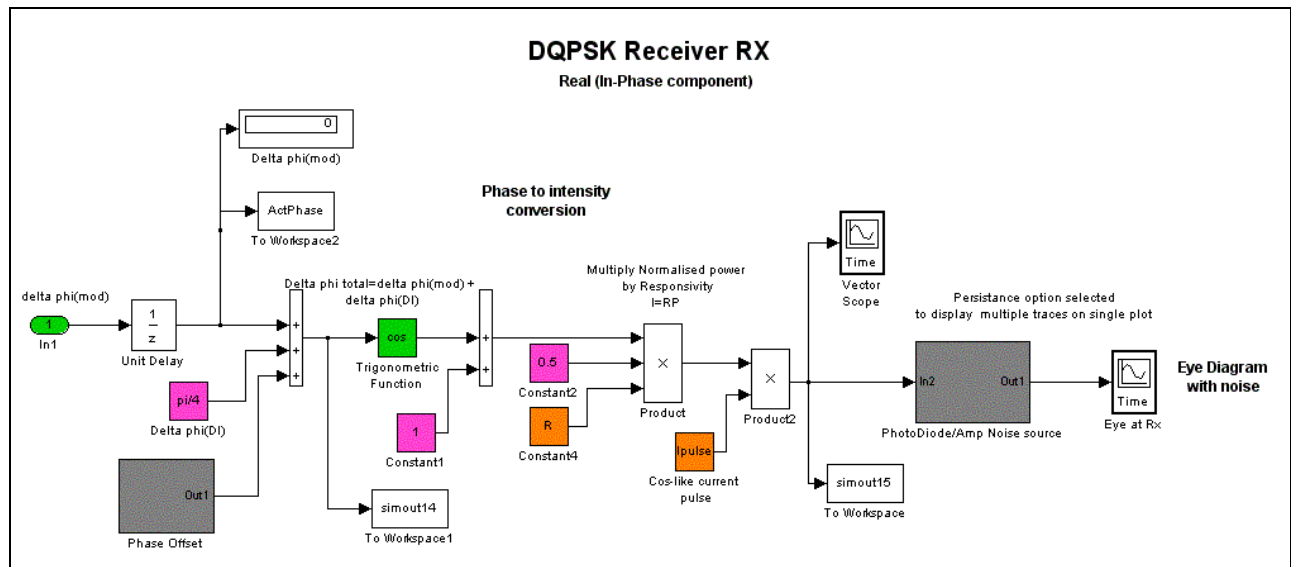 DQPSK Receiver RX
Real (In-Phase component)
0
Delta phi(mod)
ActPhase
To Workspace2
Phase to intensity
conversion
delta phi(mod)
1
In1
1
z
Unit Delay
pi/4
Delta phi(DI)
Out1
Phase Offset
Delta phi total=delta phi(mod) +
delta phi(DI)
+
+
+
cos
Trigonometric
Function
1
Constant1
simout14
To Workspace1
+
+
Multiply Normalised power
by Responsivity
I=RP
0.5
Constant2
R
Constant4
×
Product
×
Product2
Ipulse
Cos-like current
pulse
Time
Vector
Scope
simout15
To Workspace
Persistance option selected
to display multiple traces on single plot
In2
Out1
PhotoDiode/Amp Noise source
Time
Eye at Rx
Eye Diagram
with noise